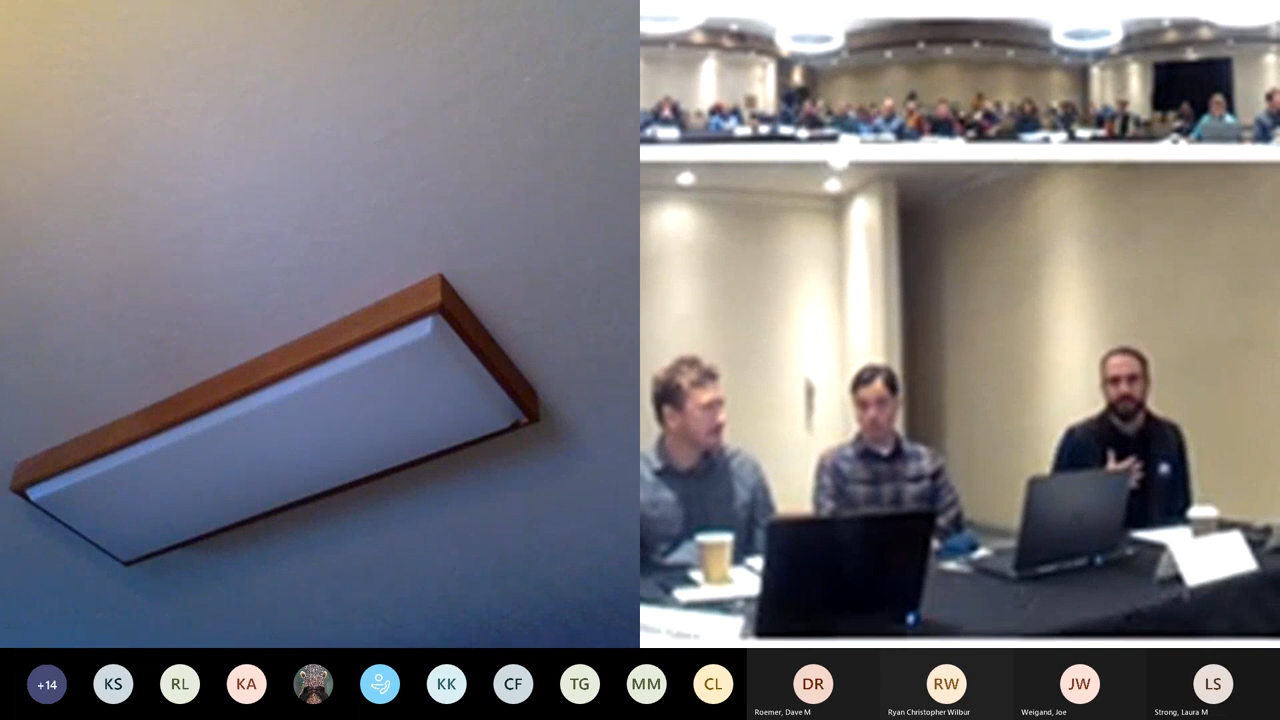 +14
KS
RL
KA
KK
CF
TG
MM
CL
DR
RW
JW
LS
Roemer, Dave M
Ryan Christopher Wilbur
Weigand, Joe
Strong, Laura M